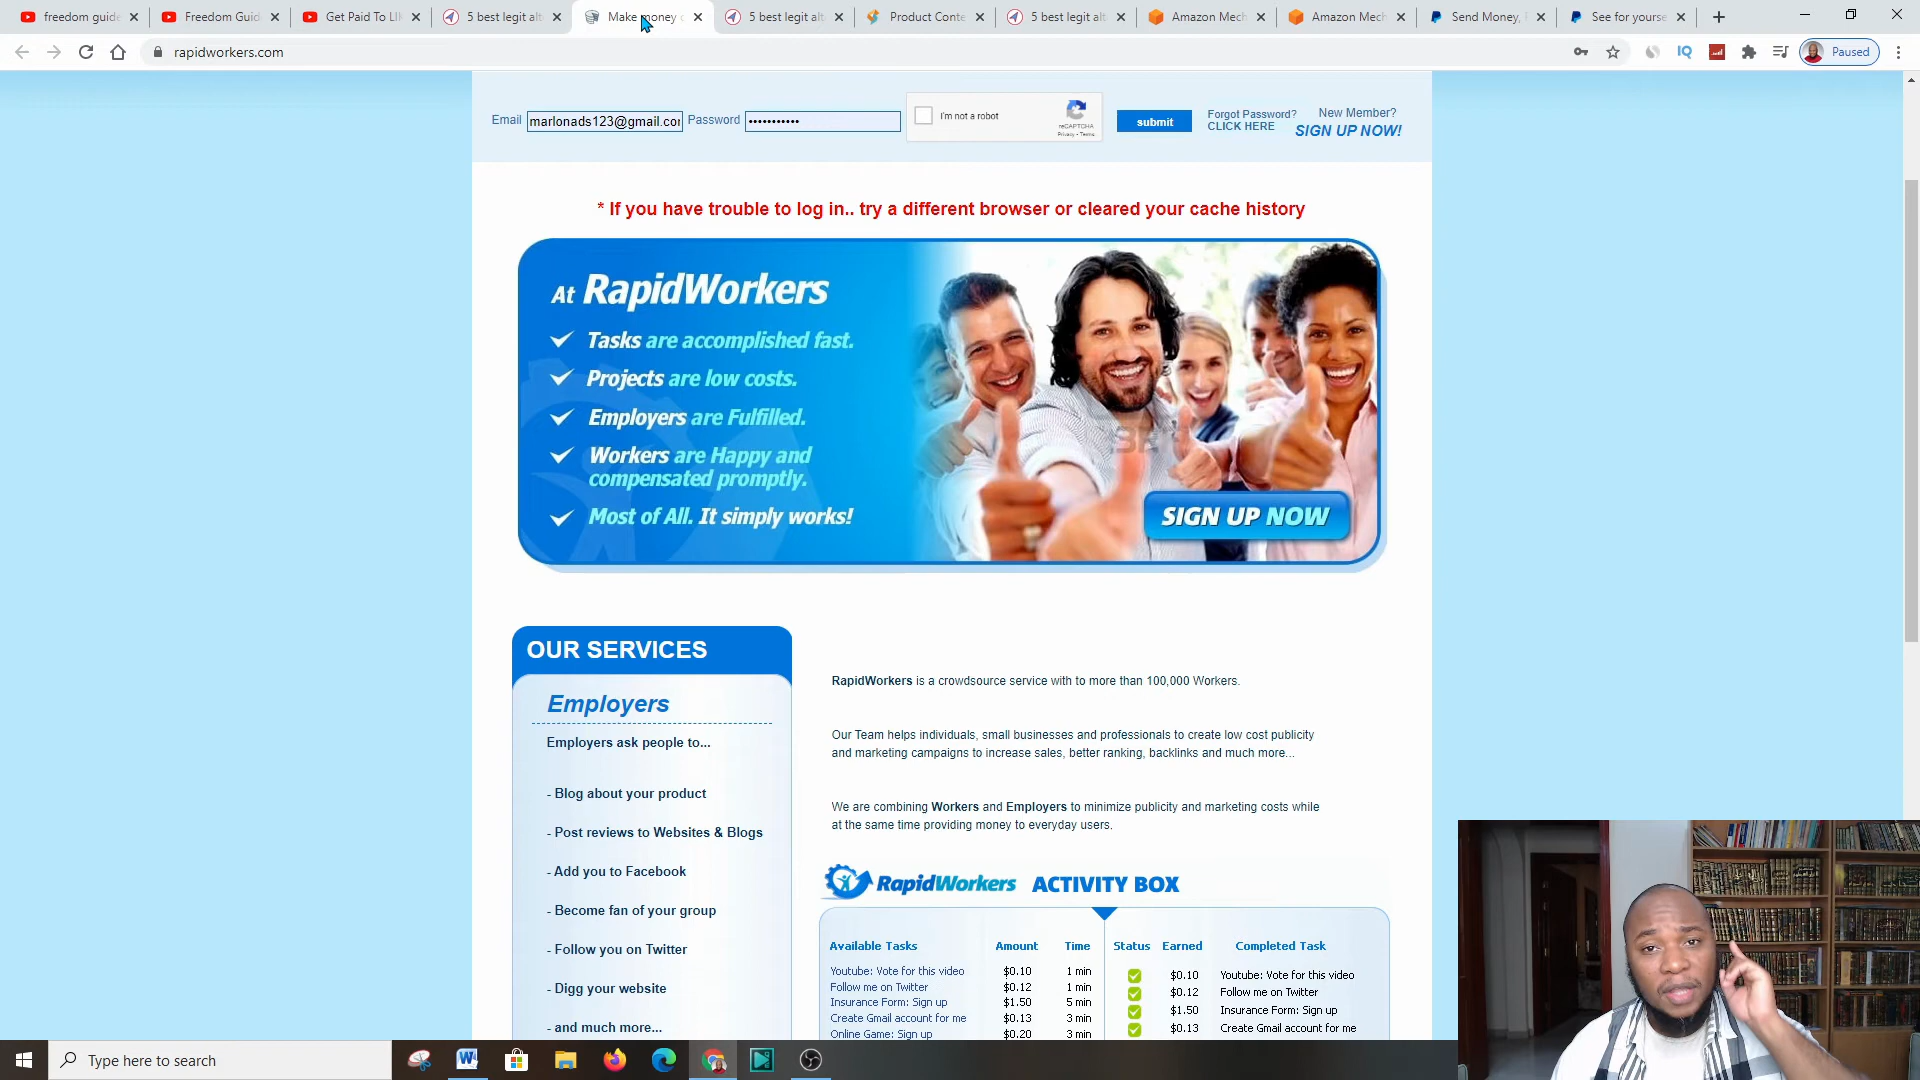 freedom guide
Freedom Guid
Get Paid To LI
5 best legit alt
Make money o
5 best legit alt
Product Conte
5 best legit alt
Amazon Mech
Amazon Mech
Send Money,
See for yourse
rapidworkers.com
IQ
Paused
Email
marlonads123@gmail.co
Password
I'm not a robot
reCAPTCHA
Privacy - Terms
submit
Forgot Password?
CLICK HERE
New Member?
SIGN UP NOW!
* If you have trouble to log in.. try a different browser or cleared your cache history
At RapidWorkers
Tasks are accomplished fast.
Projects are low costs.
Employers are Fulfilled.
Workers are Happy and
compensated promptly.
Most of All. It simply works!
SIGN UP NOW
OUR SERVICES
Employers
Employers ask people to...
- Blog about your product
- Post reviews to Websites & Blogs
- Add you to Facebook
- Become fan of your group
- Follow you on Twitter
- Digg your website
- and much more...
RapidWorkers is a crowdsource service with to more than 100,000 Workers.
Our Team helps individuals, small businesses and professionals to create low cost publicity
and marketing campaigns to increase sales, better ranking, backlinks and much more...
We are combining Workers and Employers to minimize publicity and marketing costs while
at the same time providing money to everyday users.
RapidWorkers ACTIVITY BOX
Available Tasks Amount Time Status Earned Completed Task
Youtube: Vote for this video $0.10 1 min $0.10 Youtube: Vote for this video
Follow me on Twitter $0.12 1 min $0.12 Follow me on Twitter
Insurance Form: Sign up $1.50 5 min $1.50 Insurance Form: Sign up
Create Gmail account for me $0.13 3 min $0.13 Create Gmail account for me
Online Game: Sign up $0.20 3 min
Type here to search